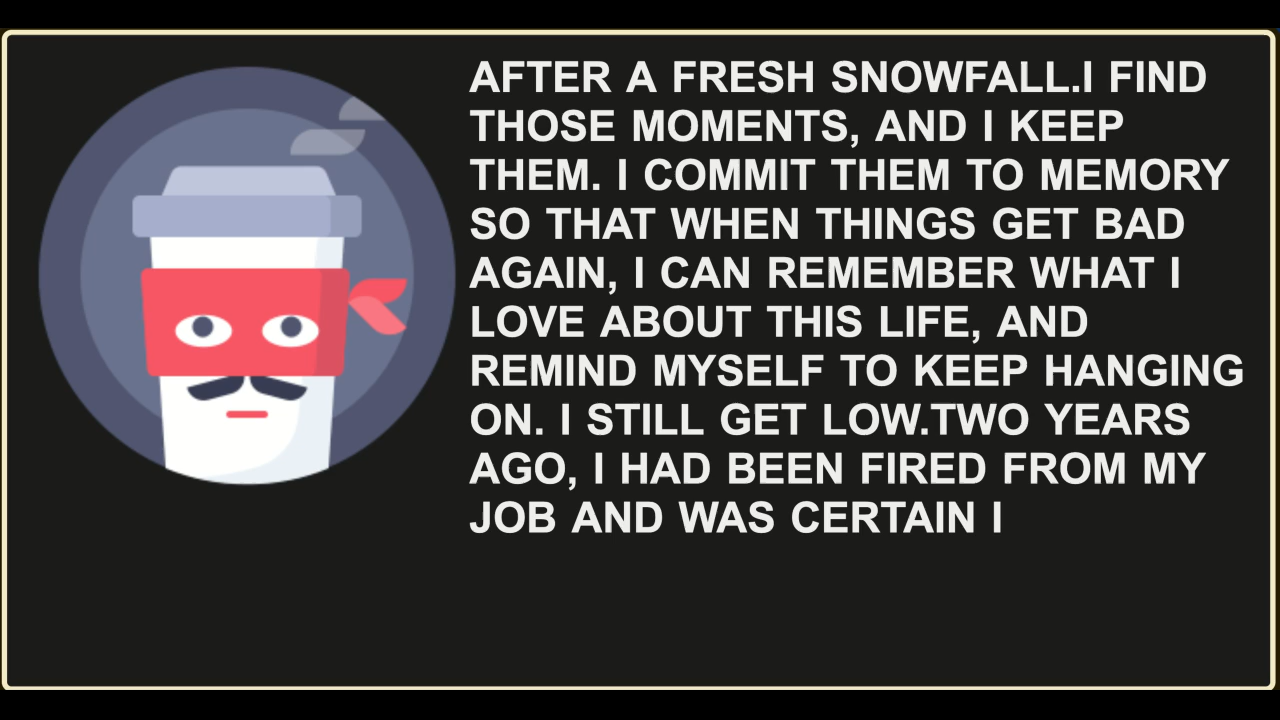 AFTER A FRESH SNOWFALL.I FIND
THOSE MOMENTS, AND I KEEP
THEM. I COMMIT THEM TO MEMORY
SO THAT WHEN THINGS GET BAD
AGAIN, I CAN REMEMBER WHAT I
LOVE ABOUT THIS LIFE, AND
REMIND MYSELF TO KEEP HANGING
ON. I STILL GET LOW.TWO YEARS
AGO, I HAD BEEN FIRED FROM MY
JOB AND WAS CERTAIN I